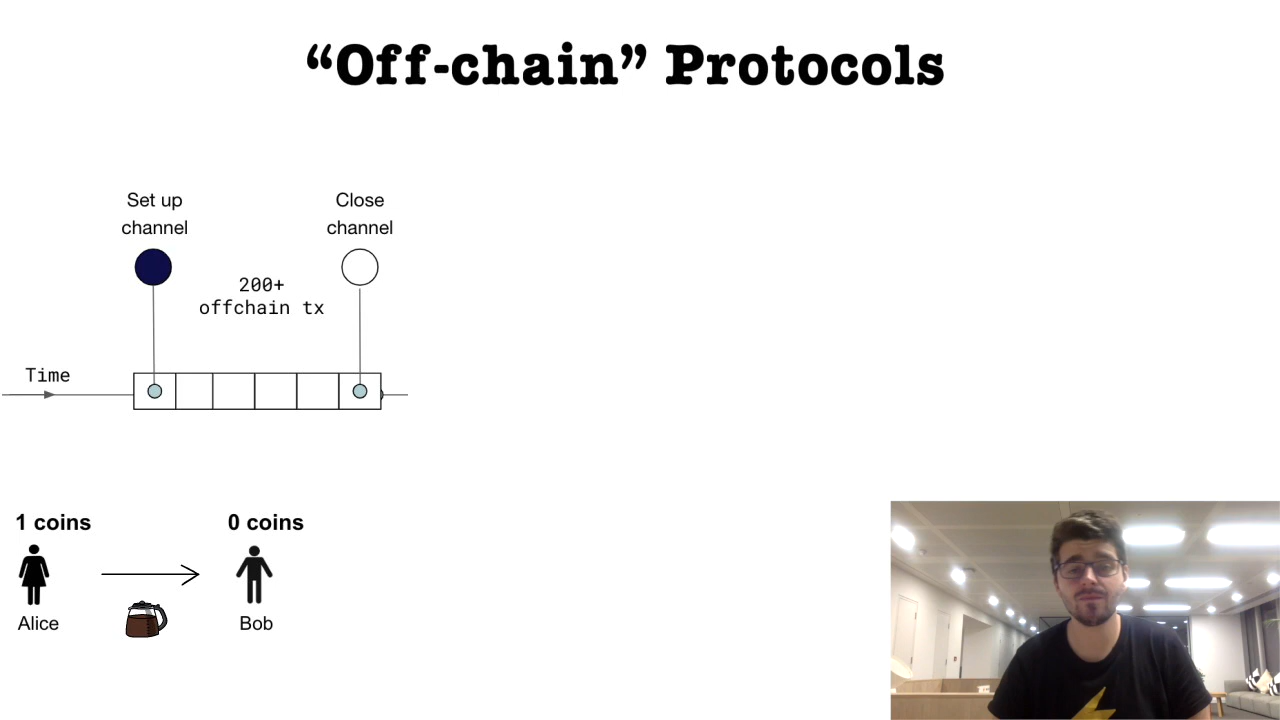 “Off-chain” Protocols
Set up
channel
Close
channel
200+
offchain tx
Time
1 coins
0 coins
Alice
Bob